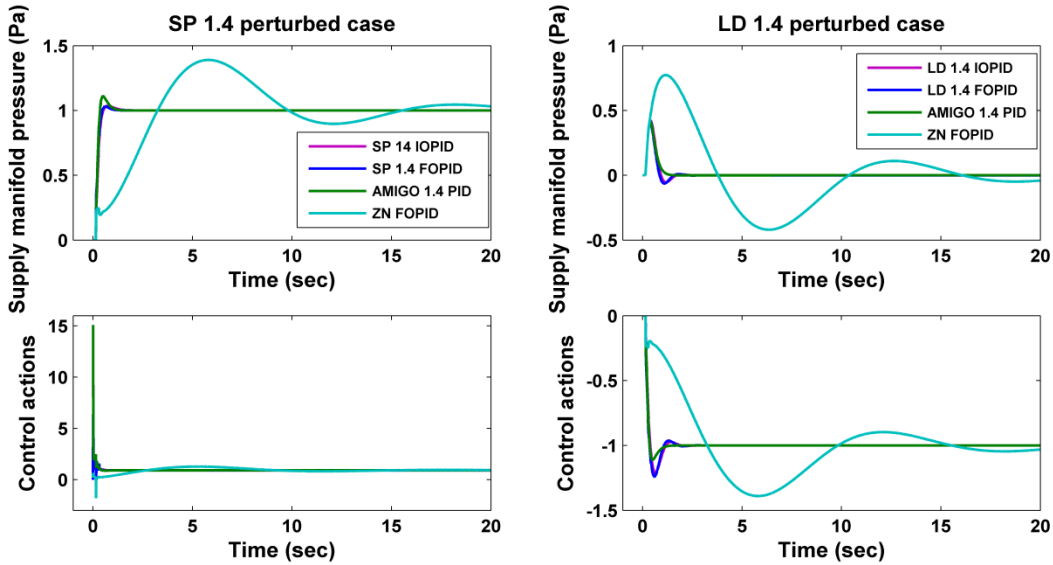 SP 1.4 perturbed case
Supply manifold pressure (Pa)
1.5
1
0.5
0
SP 14 IOPID
SP 1.4 FOPID
AMIGO 1.4 PID
ZN FOPID
0 5 10 15 20
Time (sec)
LD 1.4 perturbed case
Supply manifold pressure (Pa)
1
0.5
0
-0.5
LD 1.4 IOPID
LD 1.4 FOPID
AMIGO 1.4 PID
ZN FOPID
0 5 10 15 20
Time (sec)
Control actions
15
10
5
0
0 5 10 15 20
Time (sec)
Control actions
0
-0.5
-1
-1.5
0 5 10 15 20
Time (sec)